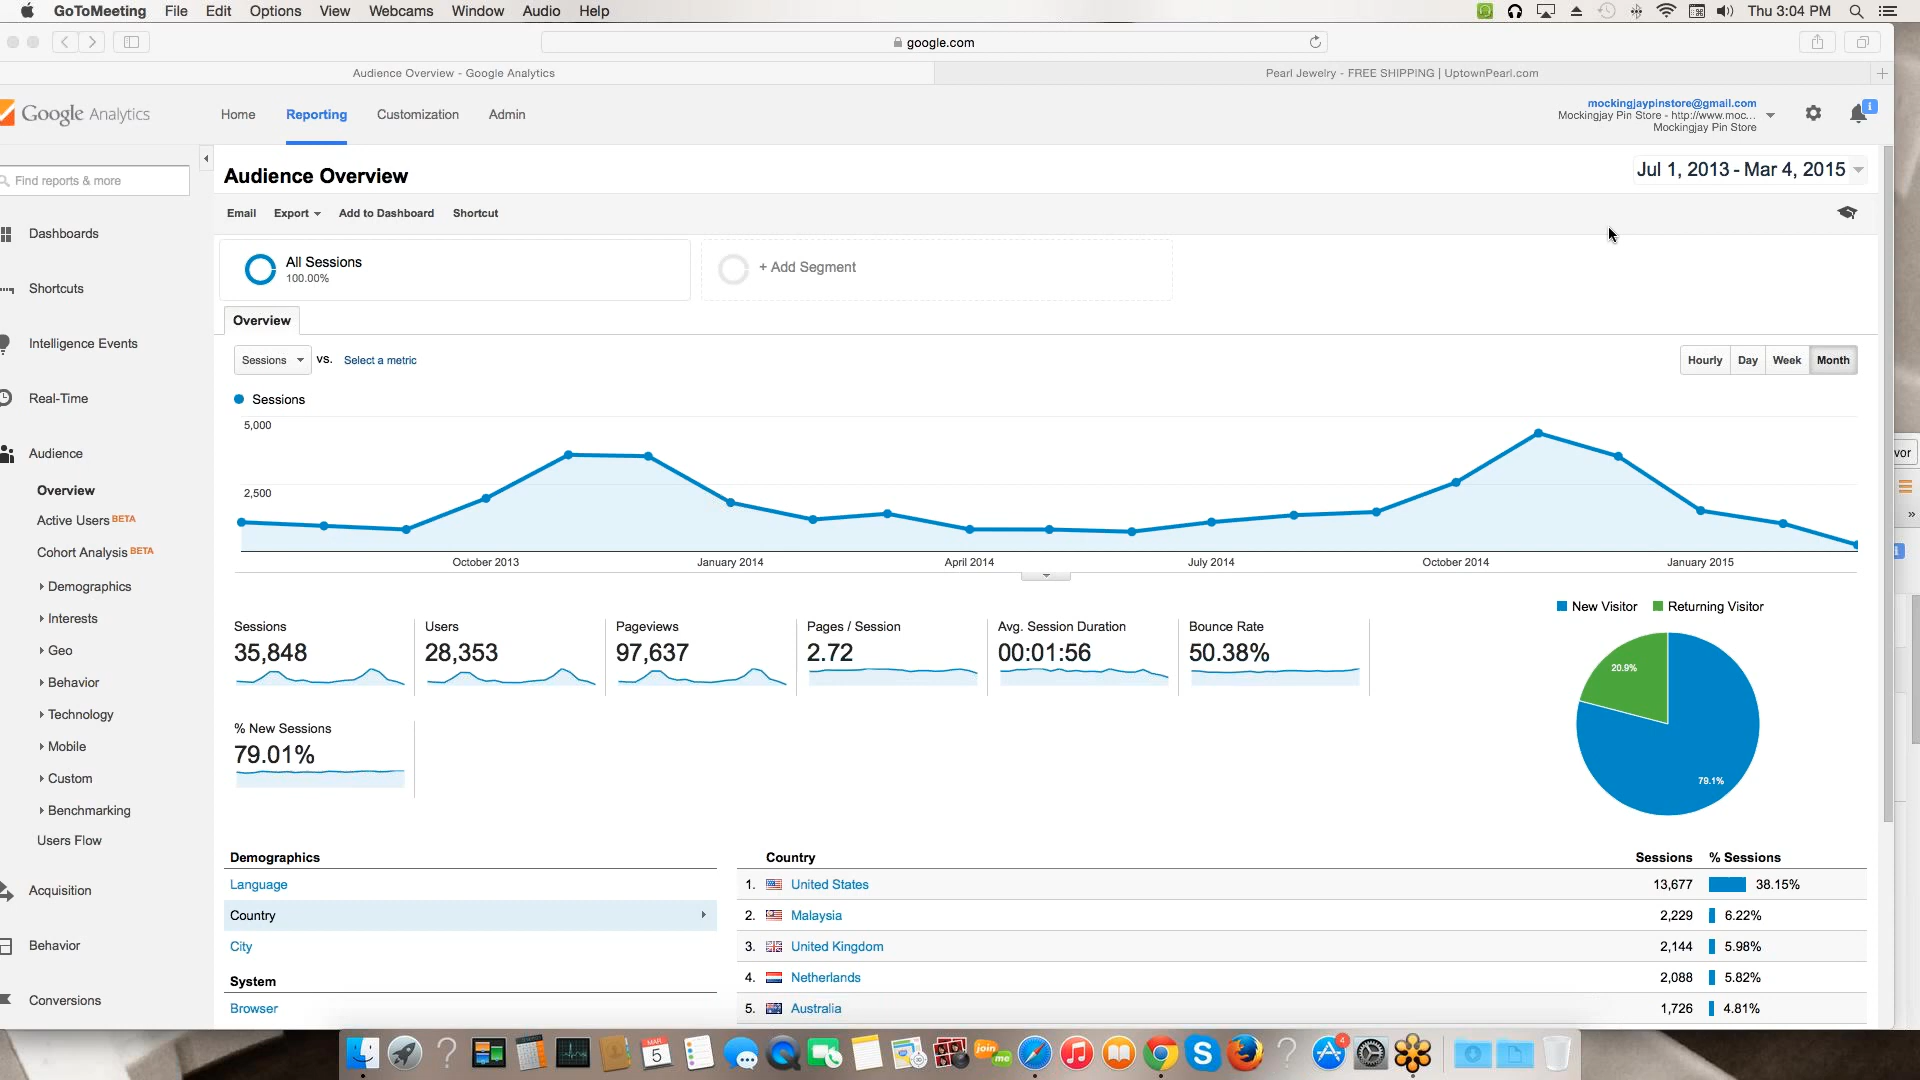 GoToMeeting File Edit Options View Webcams Window Audio Help
Thu 3:04 PM
google.com
Audience Overview - Google Analytics
Pearl Jewelry - FREE SHIPPING | UptownPearl.com
Google Analytics
Home Reporting Customization Admin
mockingjaypinstore@gmail.com
Mockingjay Pin Store - http://www.moc...
Mockingjay Pin Store
Find reports & more
Audience Overview
Jul 1, 2013 - Mar 4, 2015
Email Export Add to Dashboard Shortcut
Dashboards
Shortcuts
Intelligence Events
Real-Time
Audience
Overview
Active Users BETA
Cohort Analysis BETA
Demographics
Interests
Geo
Behavior
Technology
Mobile
Custom
Benchmarking
Users Flow
Acquisition
Behavior
Conversions
All Sessions
100.00%
+ Add Segment
Overview
Sessions vs. Select a metric
Hourly Day Week Month
Sessions
5,000
2,500
October 2013 January 2014 April 2014 July 2014 October 2014 January 2015
Sessions
35,848
Users
28,353
Pageviews
97,637
Pages / Session
2.72
Avg. Session Duration
00:01:56
Bounce Rate
50.38%
% New Sessions
79.01%
New Visitor Returning Visitor
20.9%
79.1%
Demographics
Language
Country
City
System
Browser
Country Sessions % Sessions
1. United States 13,677 38.15%
2. Malaysia 2,229 6.22%
3. United Kingdom 2,144 5.98%
4. Netherlands 2,088 5.82%
5. Australia 1,726 4.81%
vor
»
MAR
5
join
me
4